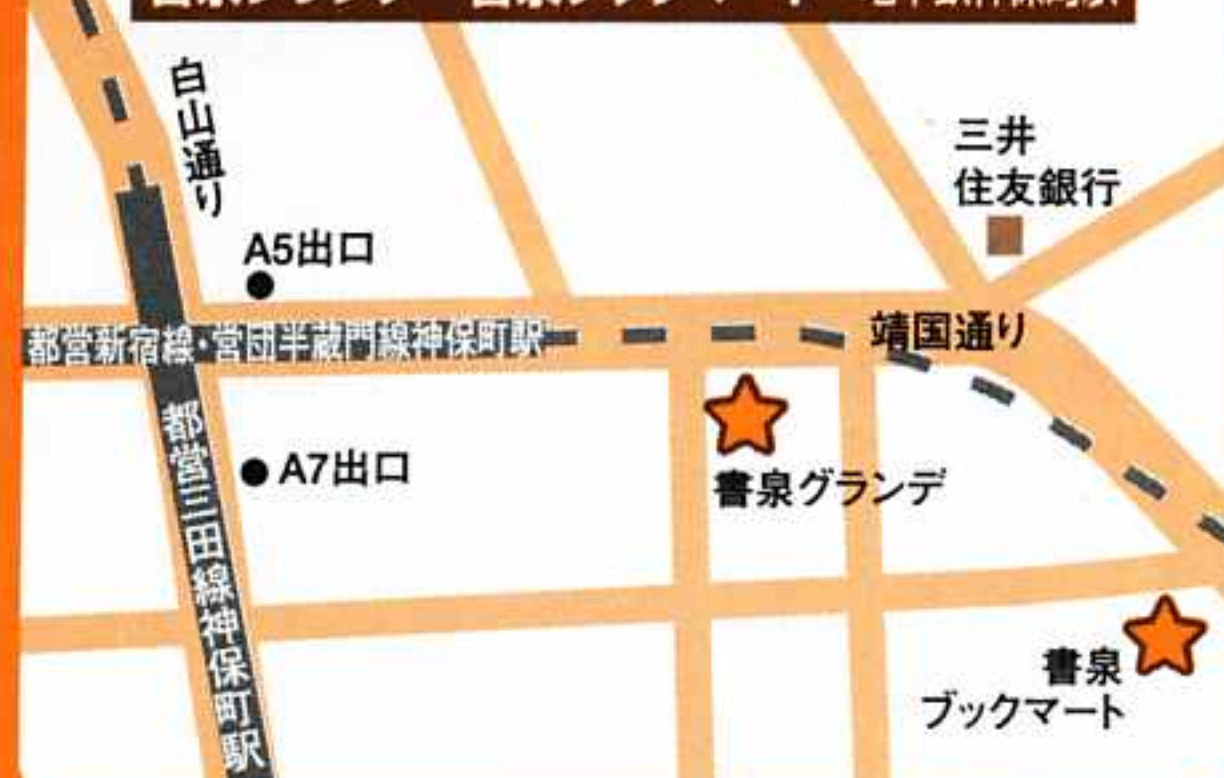 白山通り
三井
住友銀行
A5出口
都営新宿線・営団半蔵門線神保町駅
靖国通り
都営三田線神保町駅
A7出口
書泉グランデ
書泉
ブックマート